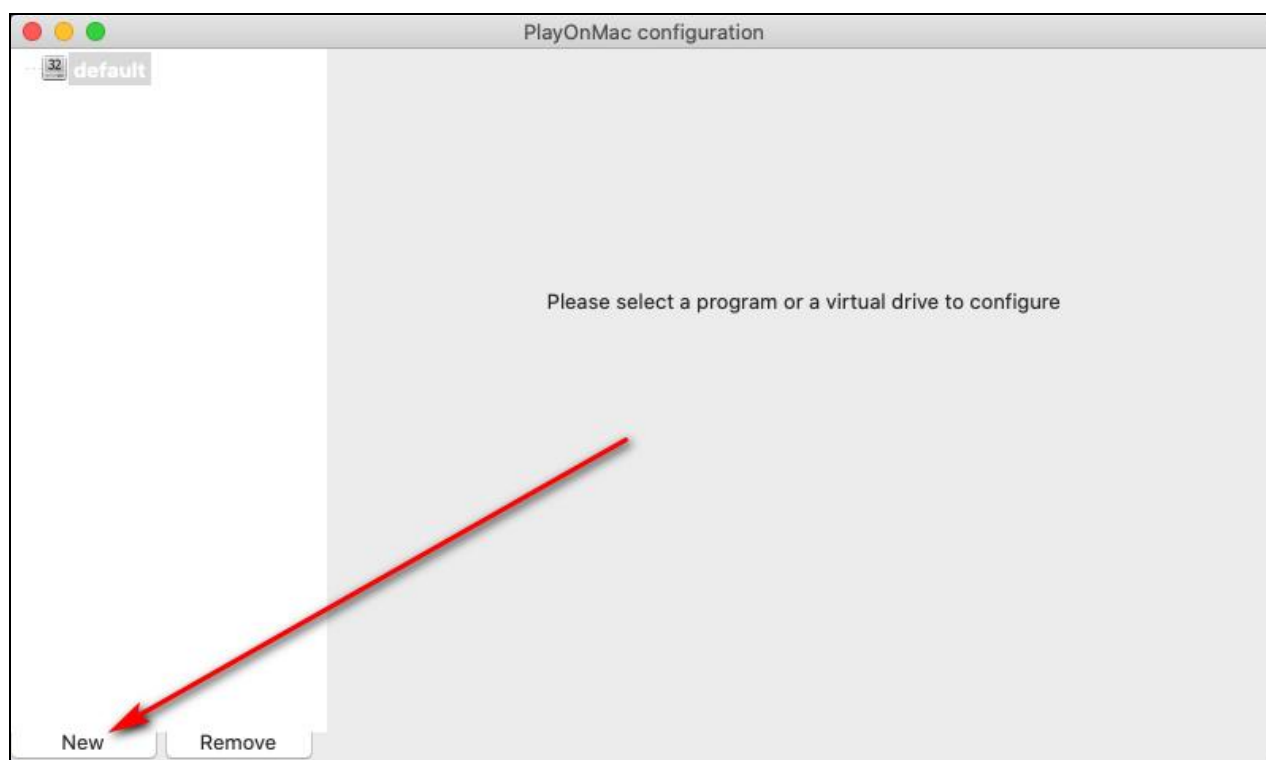 PlayOnMac configuration
32
default
Please select a program or a virtual drive to configure
New
Remove